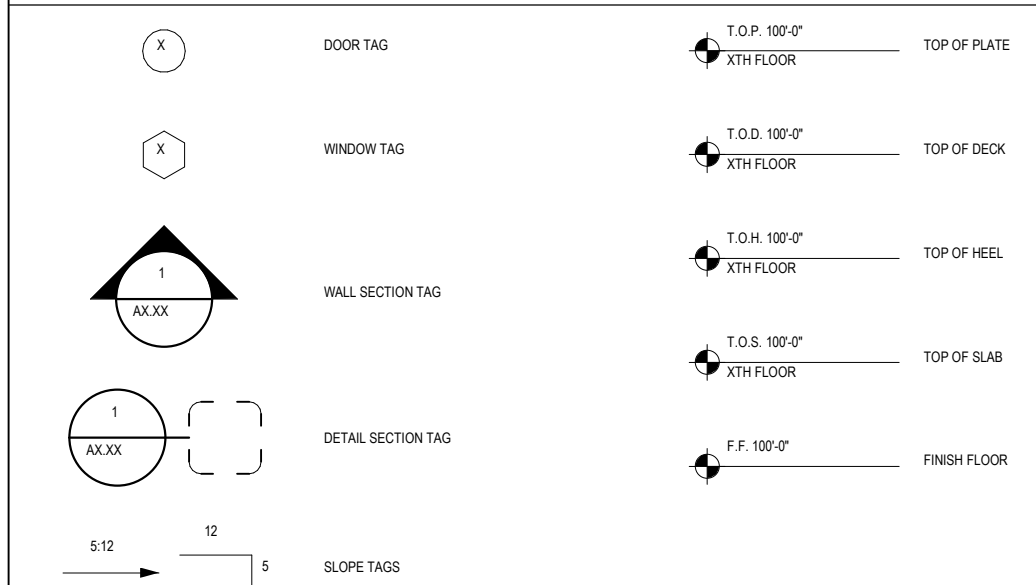 X
DOOR TAG
X
WINDOW TAG
1
AX.XX
WALL SECTION TAG
1
AX.XX
DETAIL SECTION TAG
5:12
12
5
SLOPE TAGS
T.O.P. 100'-0"
XTH FLOOR
TOP OF PLATE
T.O.D. 100'-0"
XTH FLOOR
TOP OF DECK
T.O.H. 100'-0"
XTH FLOOR
TOP OF HEEL
T.O.S. 100'-0"
XTH FLOOR
TOP OF SLAB
F.F. 100'-0"
FINISH FLOOR